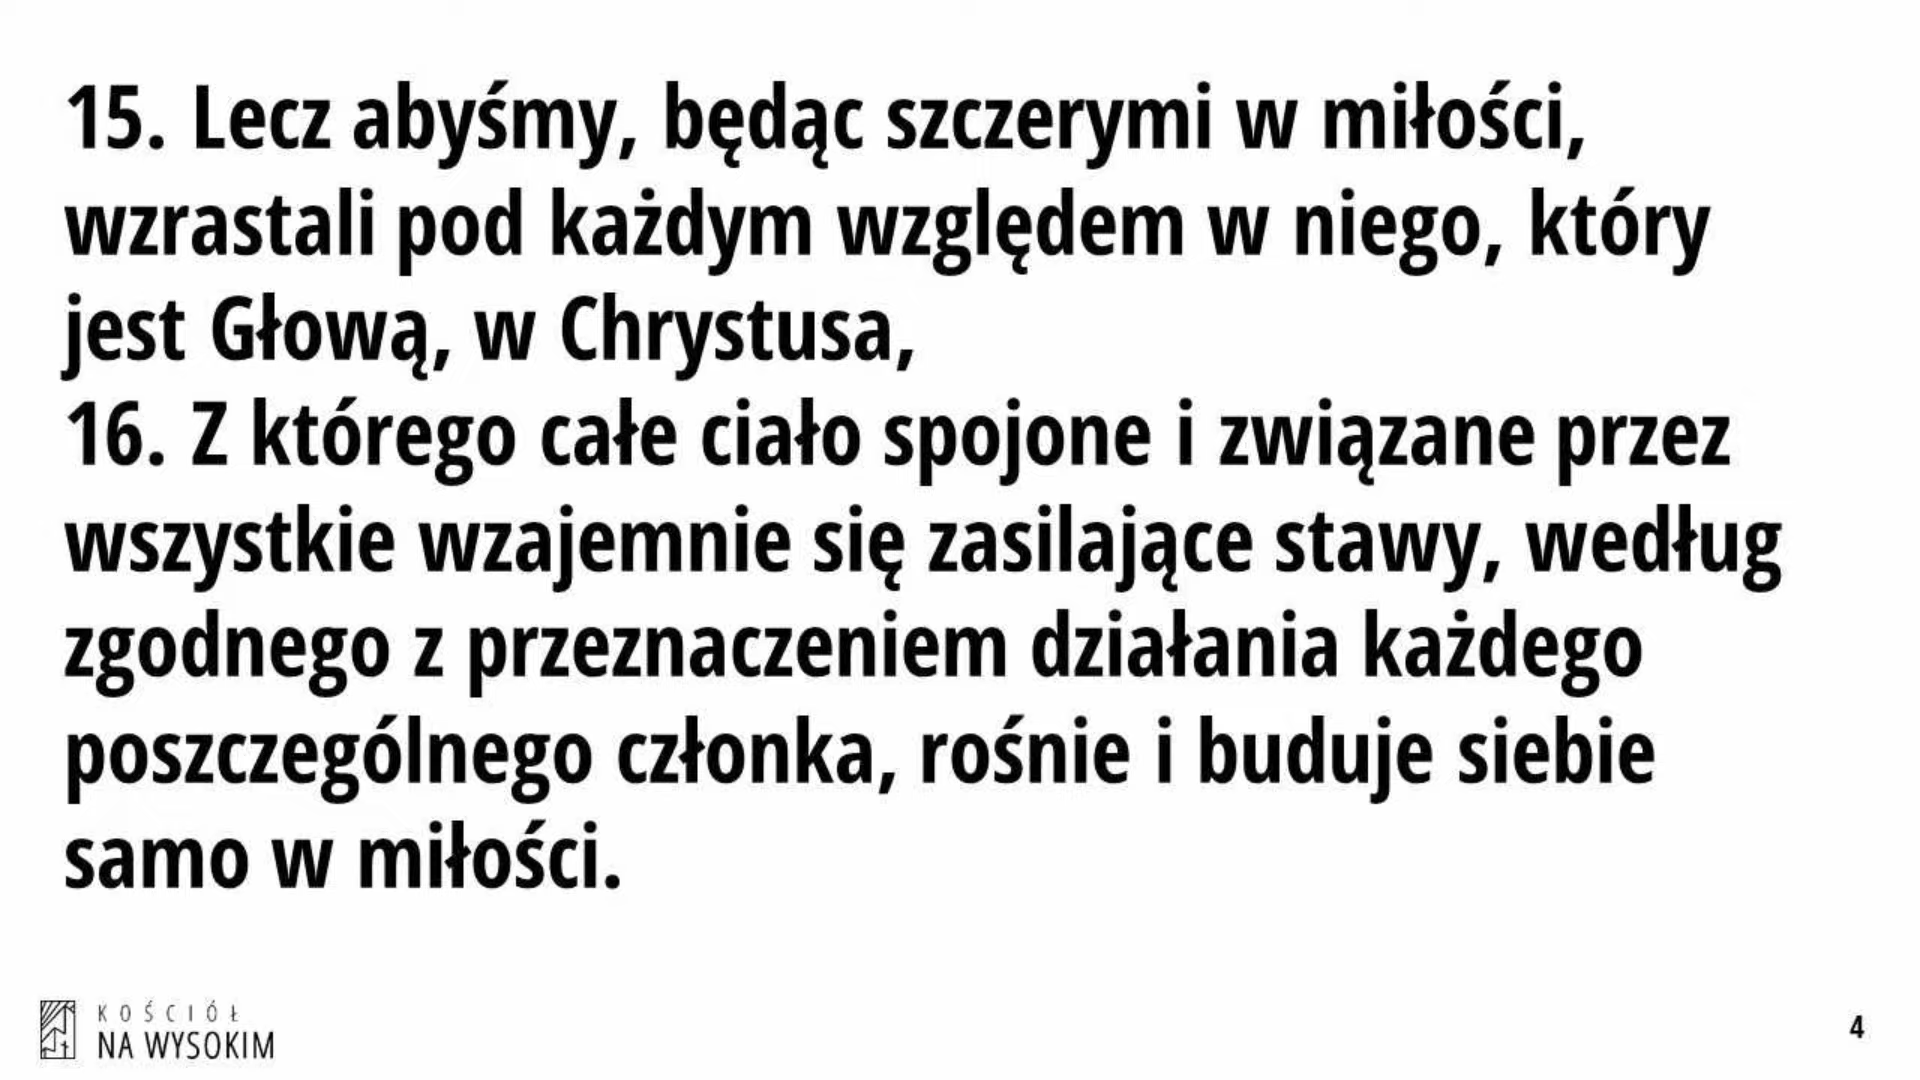 15. Lecz abyśmy, będąc szczerymi w miłości,
wzrastali pod każdym względem w niego, który
jest Głową, w Chrystusa,
16. Z którego całe ciało spojone i związane przez
wszystkie wzajemnie się zasilające stawy, według
zgodnego z przeznaczeniem działania każdego
poszczególnego członka, rośnie i buduje siebie
samo w miłości.
KOŚCIÓŁ
NA WYSOKIM
4